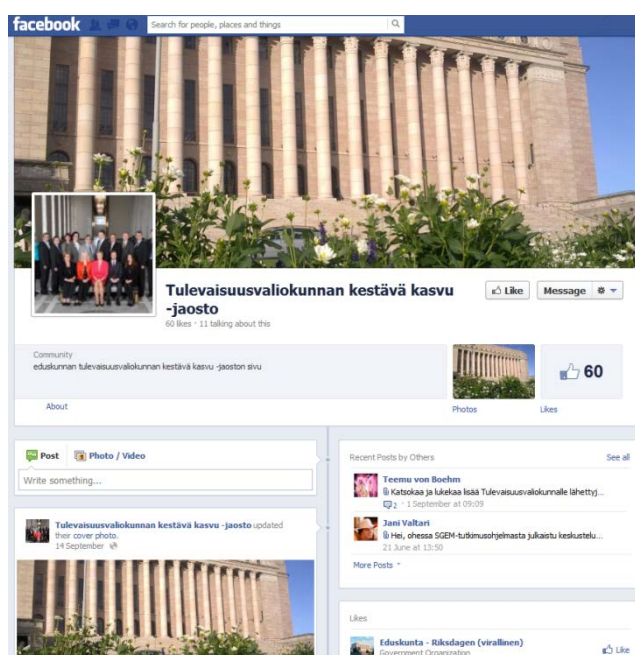 facebook
Search for people, places and things
Tulevaisuusvaliokunnan kestävä kasvu
-jaosto
60 likes · 11 talking about this
Like
Message
Community
eduskunnan tulevaisuusvaliokunnan kestävä kasvu -jaoston sivu
60
About
Photos
Likes
Post
Photo / Video
Write something...
Tulevaisuusvaliokunnan kestävä kasvu -jaosto updated
their cover photo.
14 September
Recent Posts by Others
See all
Teemu von Boehm
Katsokaa ja lukekaa lisää Tulevaisuusvaliokunnalle lähettyj...
2 · 1 September at 09:09
Jani Valtari
Hei, ohessa SGEM-tutkimusohjelmasta julkaistu keskustelu...
21 June at 13:50
More Posts
Likes
Eduskunta - Riksdagen (virallinen)
Government Organization
Like